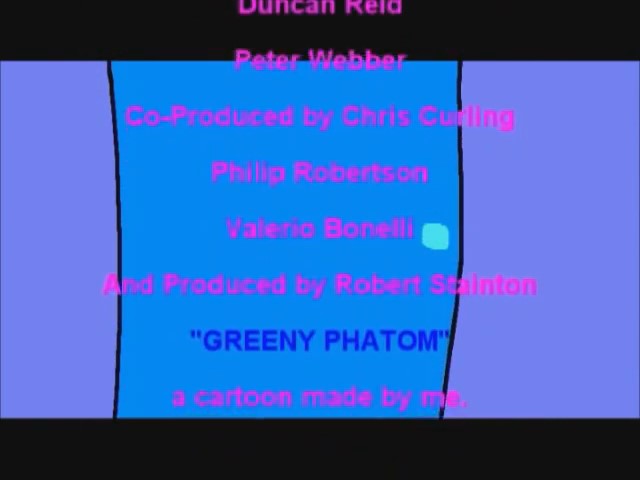 Duncan Reid
Peter Webber
Co-Produced by Chris Curling
Philip Robertson
Valerio Bonelli
And Produced by Robert Stainton
"GREENY PHATOM"
a cartoon made by me.